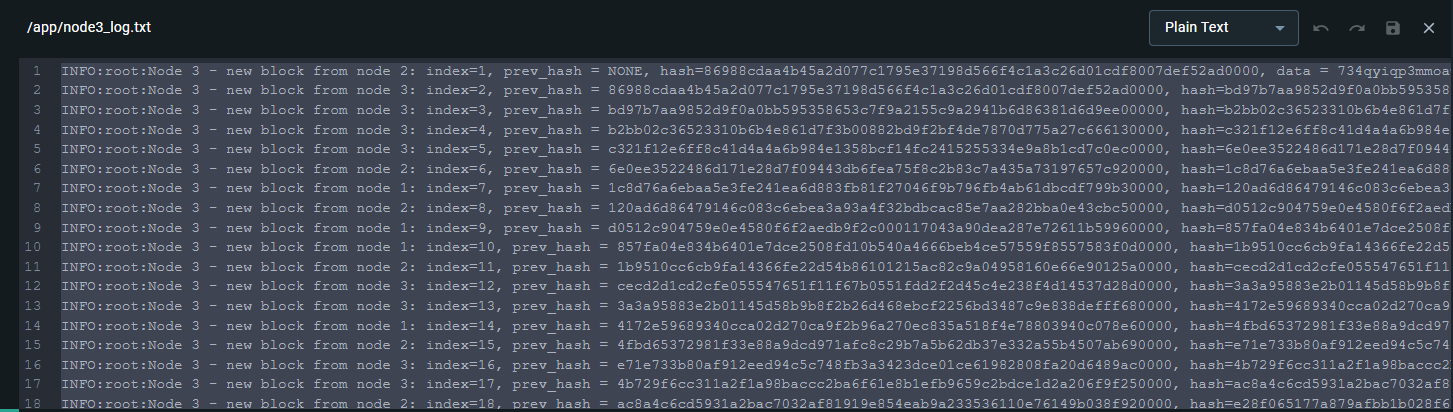 /app/node3_log.txt
Plain Text
1 INFO:root:Node 3 - new block from node 2: index=1, prev_hash = NONE, hash=86988cdaa4b45a2d077c1795e37198d566f4c1a3c26d01cdf8007def52ad0000, data = 734qyiqp3mmoa
2 INFO:root:Node 3 - new block from node 3: index=2, prev_hash = 86988cdaa4b45a2d077c1795e37198d566f4c1a3c26d01cdf8007def52ad0000, hash=bd97b7aa9852d9f0a0bb595358
3 INFO:root:Node 3 - new block from node 3: index=3, prev_hash = bd97b7aa9852d9f0a0bb595358653c7f9a2155c9a2941b6d86381d6d9ee00000, hash=b2bb02c36523310b6b4e861d7f
4 INFO:root:Node 3 - new block from node 3: index=4, prev_hash = b2bb02c36523310b6b4e861d7f3b00882bd9f2bf4de7870d775a27c666130000, hash=c321f12e6ff8c41d4a4a6b984e
5 INFO:root:Node 3 - new block from node 3: index=5, prev_hash = c321f12e6ff8c41d4a4a6b984e1358bcf14fc2415255334e9a8b1cd7c0ec0000, hash=6e0ee3522486d171e28d7f0944
6 INFO:root:Node 3 - new block from node 2: index=6, prev_hash = 6e0ee3522486d171e28d7f09443db6fea75f8c2b83c7a435a73197657c920000, hash=1c8d76a6ebaa5e3fe241ea6d88
7 INFO:root:Node 3 - new block from node 1: index=7, prev_hash = 1c8d76a6ebaa5e3fe241ea6d883fb81f27046f9b796fb4ab61dbcdf799b30000, hash=120ad6d86479146c083c6ebea3
8 INFO:root:Node 3 - new block from node 2: index=8, prev_hash = 120ad6d86479146c083c6ebea3a93a4f32bdbcac85e7aa282bba0e43cbc50000, hash=d0512c904759e0e4580f6f2aed
9 INFO:root:Node 3 - new block from node 1: index=9, prev_hash = d0512c904759e0e4580f6f2aedb9f2c000117043a90dea287e72611b59960000, hash=857fa04e834b6401e7dce2508f
10 INFO:root:Node 3 - new block from node 1: index=10, prev_hash = 857fa04e834b6401e7dce2508fd10b540a4666beb4ce57559f8557583f0d0000, hash=1b9510cc6cb9fa14366fe22d5
11 INFO:root:Node 3 - new block from node 2: index=11, prev_hash = 1b9510cc6cb9fa14366fe22d54b86101215ac82c9a04958160e66e90125a0000, hash=cecd2d1cd2cfe055547651f11
12 INFO:root:Node 3 - new block from node 3: index=12, prev_hash = cecd2d1cd2cfe055547651f11f67b0551fdd2f2d45c4e238f4d14537d28d0000, hash=3a3a95883e2b01145d58b9b8f
13 INFO:root:Node 3 - new block from node 3: index=13, prev_hash = 3a3a95883e2b01145d58b9b8f2b26d468ebcf2256bd3487c9e838defff680000, hash=4172e59689340cca02d270ca9
14 INFO:root:Node 3 - new block from node 1: index=14, prev_hash = 4172e59689340cca02d270ca9f2b96a270ec835a518f4e78803940c078e60000, hash=4fbd65372981f33e88a9dcd97
15 INFO:root:Node 3 - new block from node 2: index=15, prev_hash = 4fbd65372981f33e88a9dcd971afc8c29b7a5b62db37e332a55b4507ab690000, hash=e71e733b80af912eed94c5c74
16 INFO:root:Node 3 - new block from node 3: index=16, prev_hash = e71e733b80af912eed94c5c748fb3a3423dce01ce61982808fa20d6489ac0000, hash=4b729f6cc311a2f1a98baccc2
17 INFO:root:Node 3 - new block from node 3: index=17, prev_hash = 4b729f6cc311a2f1a98baccc2ba6ff61e8b1efb9659c2bdce1d2a206f9f250000, hash=ac8a4c6cd5931a2bac7032af8
18 INFO:root:Node 3 - new block from node 2: index=18, prev_hash = ac8a4c6cd5931a2bac7032af81919e854eab9a233536110e76149b038f920000, hash=e28f065177a879afbb1b028f6